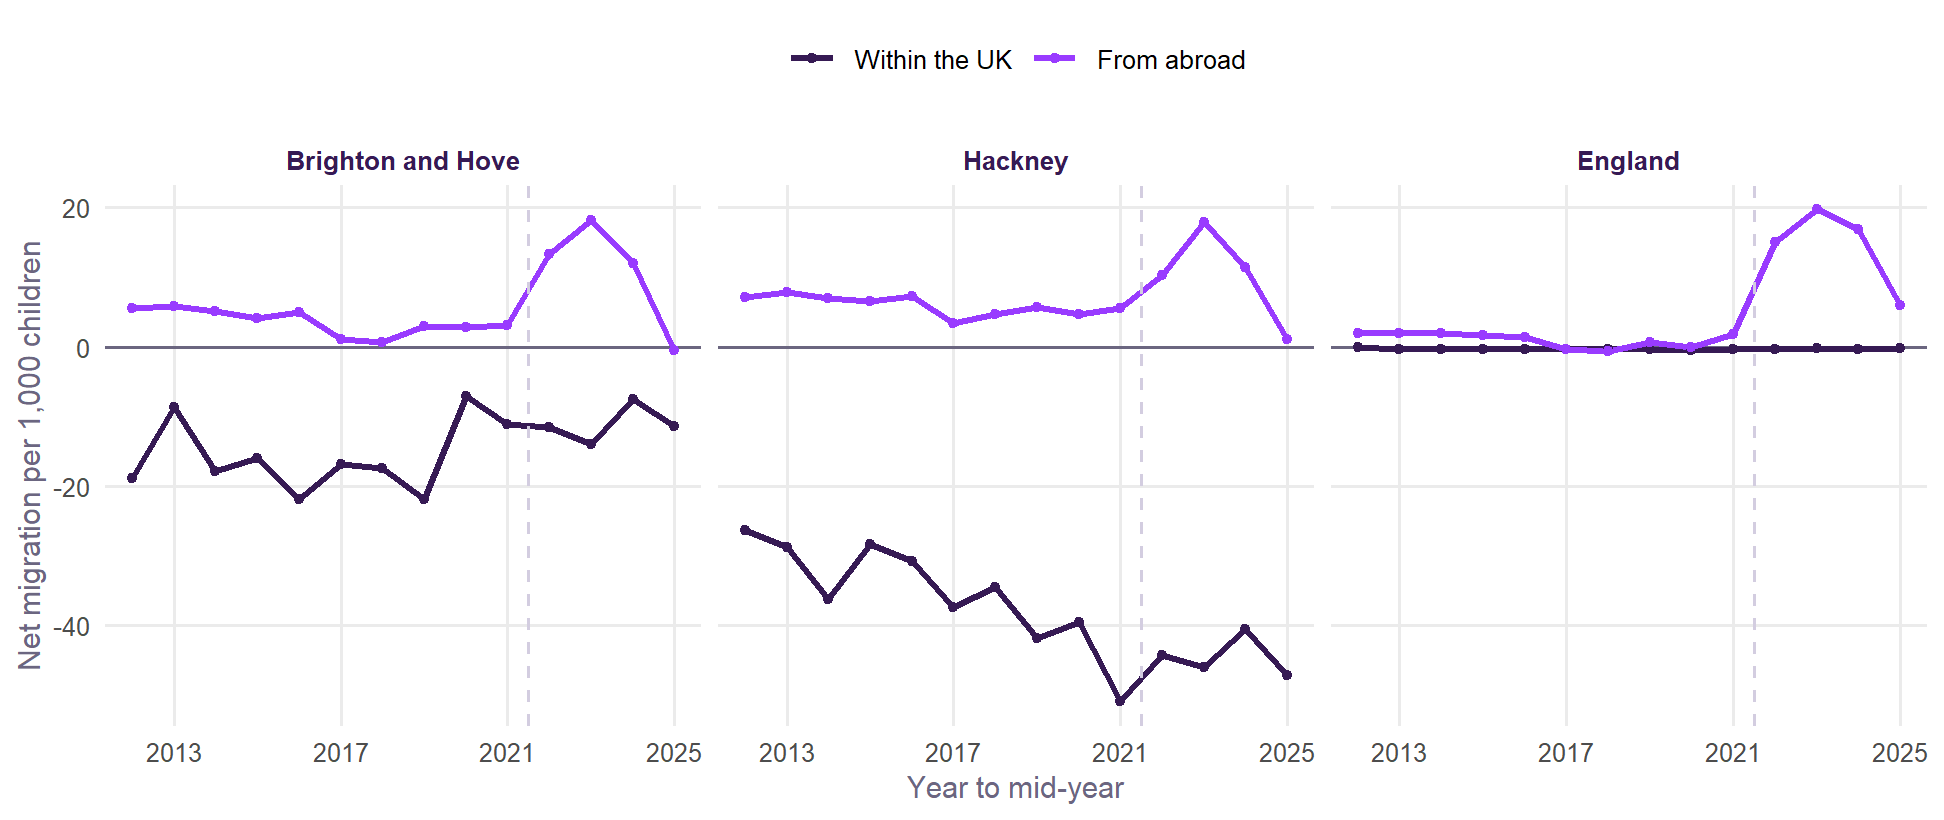 Within the UK From abroad
Brighton and Hove Hackney England
Net migration per 1,000 children
20
0
-20
-40
2013 2017 2021 2025 2013 2017 2021 2025 2013 2017 2021 2025
Year to mid-year